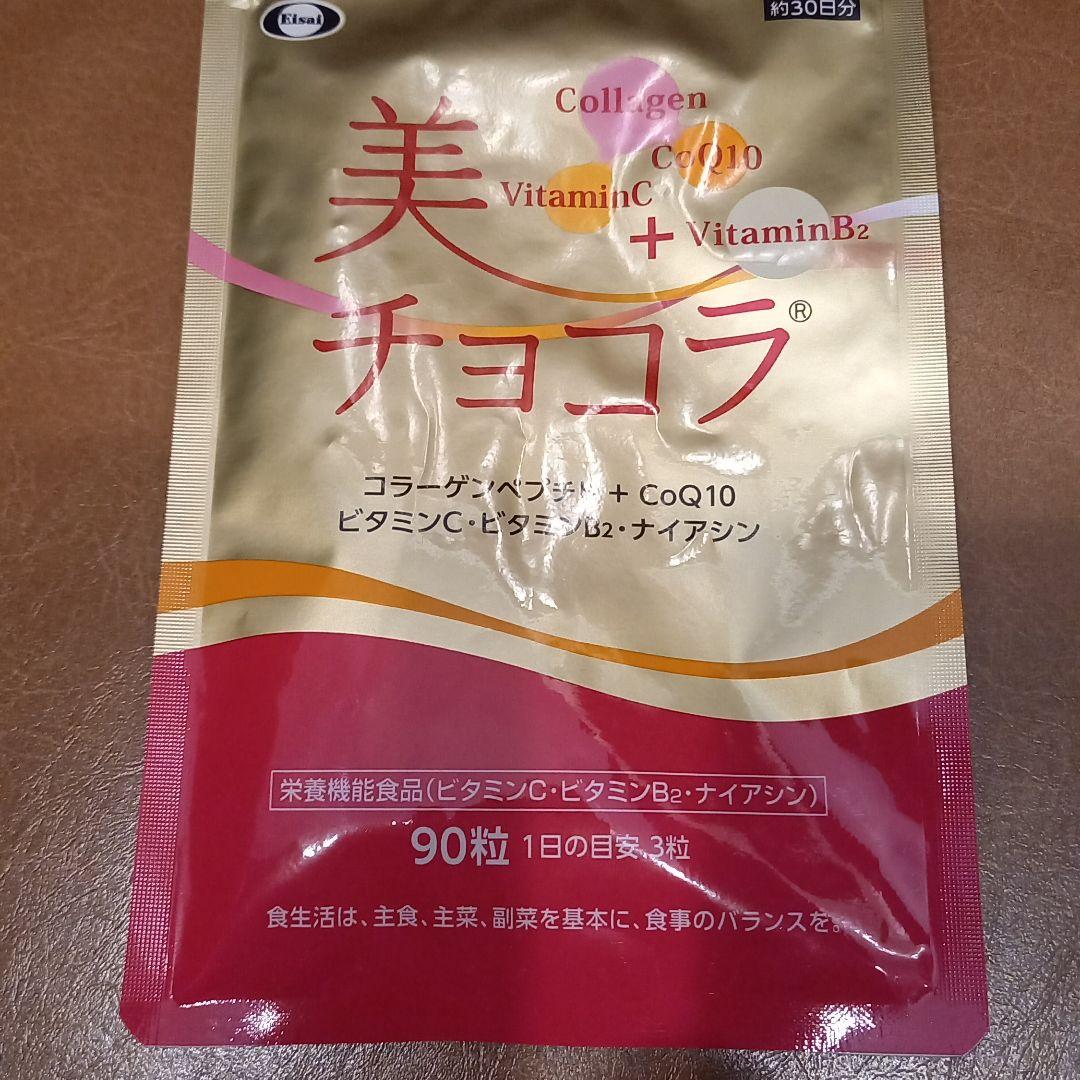 Eisai
約30日分
Collagen
CoQ10
VitaminC
+ VitaminB2
美
チョコラ®
コラーゲンペプチド + CoQ10
ビタミンC・ビタミンB2・ナイアシン
栄養機能食品(ビタミンC・ビタミンB2・ナイアシン)
90粒 1日の目安 3粒
食生活は、主食、主菜、副菜を基本に、食事のバランスを。